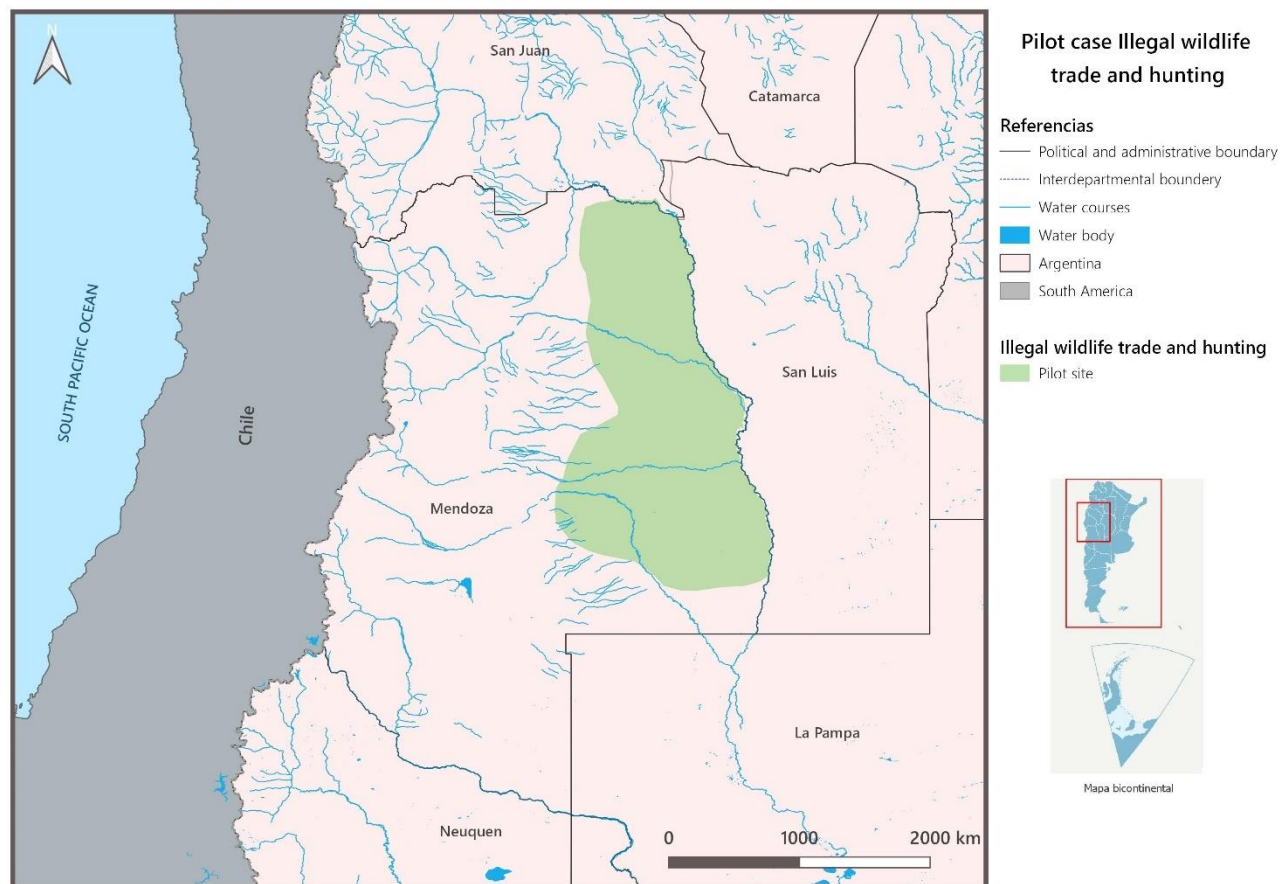 N
San Juan
Catamarca
SOUTH PACIFIC OCEAN
Chile
San Luis
Mendoza
La Pampa
Neuquen
0 1000 2000 km
Pilot case Illegal wildlife
trade and hunting
Referencias
Political and administrative boundary
Interdepartmental boundary
Water courses
Water body
Argentina
South America
Illegal wildlife trade and hunting
Pilot site
Mapa bicontinental